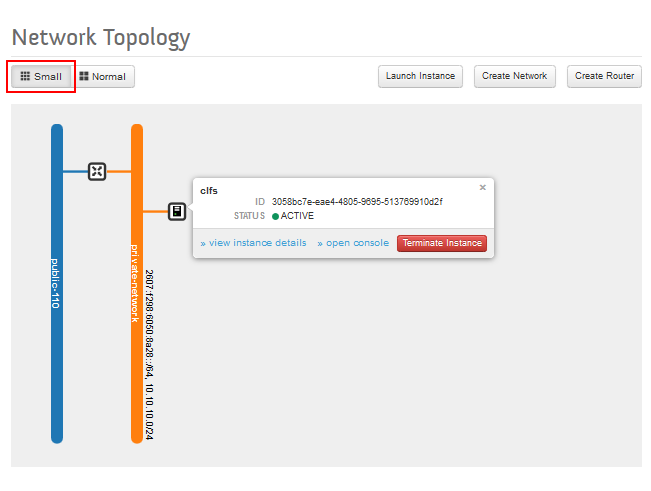 Network Topology
Small
Normal
Launch Instance
Create Network
Create Router
clfs
×
ID 3058bc7e-eae4-4805-9695-513769910d2f
STATUS ACTIVE
» view instance details
» open console
Terminate Instance
public-110
private-network
2607:f298:6050:8a28::/64, 10.10.10.0/24